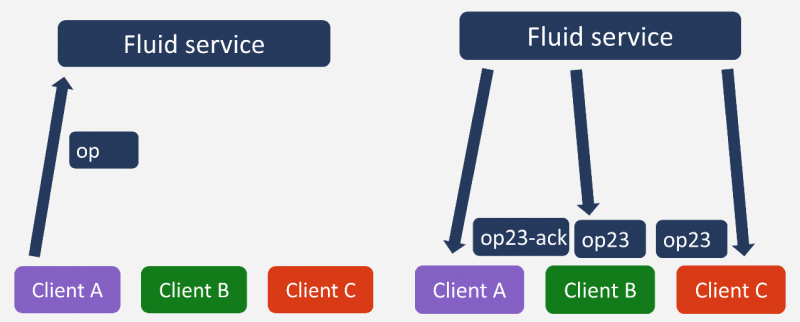 Fluid service
op
Client A
Client B
Client C
Fluid service
op23-ack
op23
op23
Client A
Client B
Client C